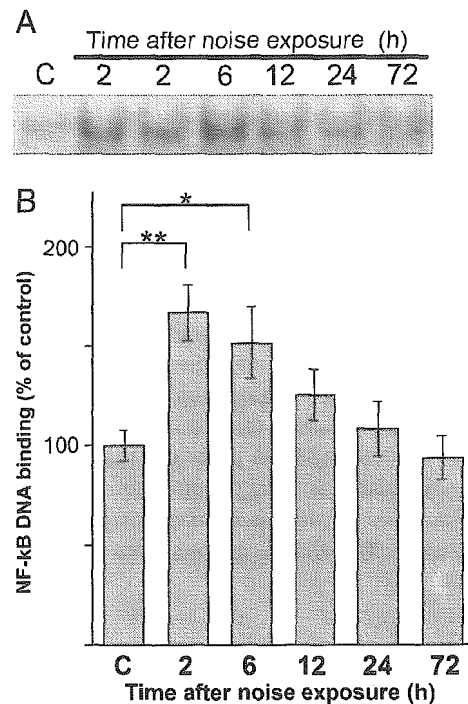 A
Time after noise exposure (h)
C 2 2 6 12 24 72
B
NF-kB DNA binding (% of control)
200
100
*
**
C 2 6 12 24 72
Time after noise exposure (h)